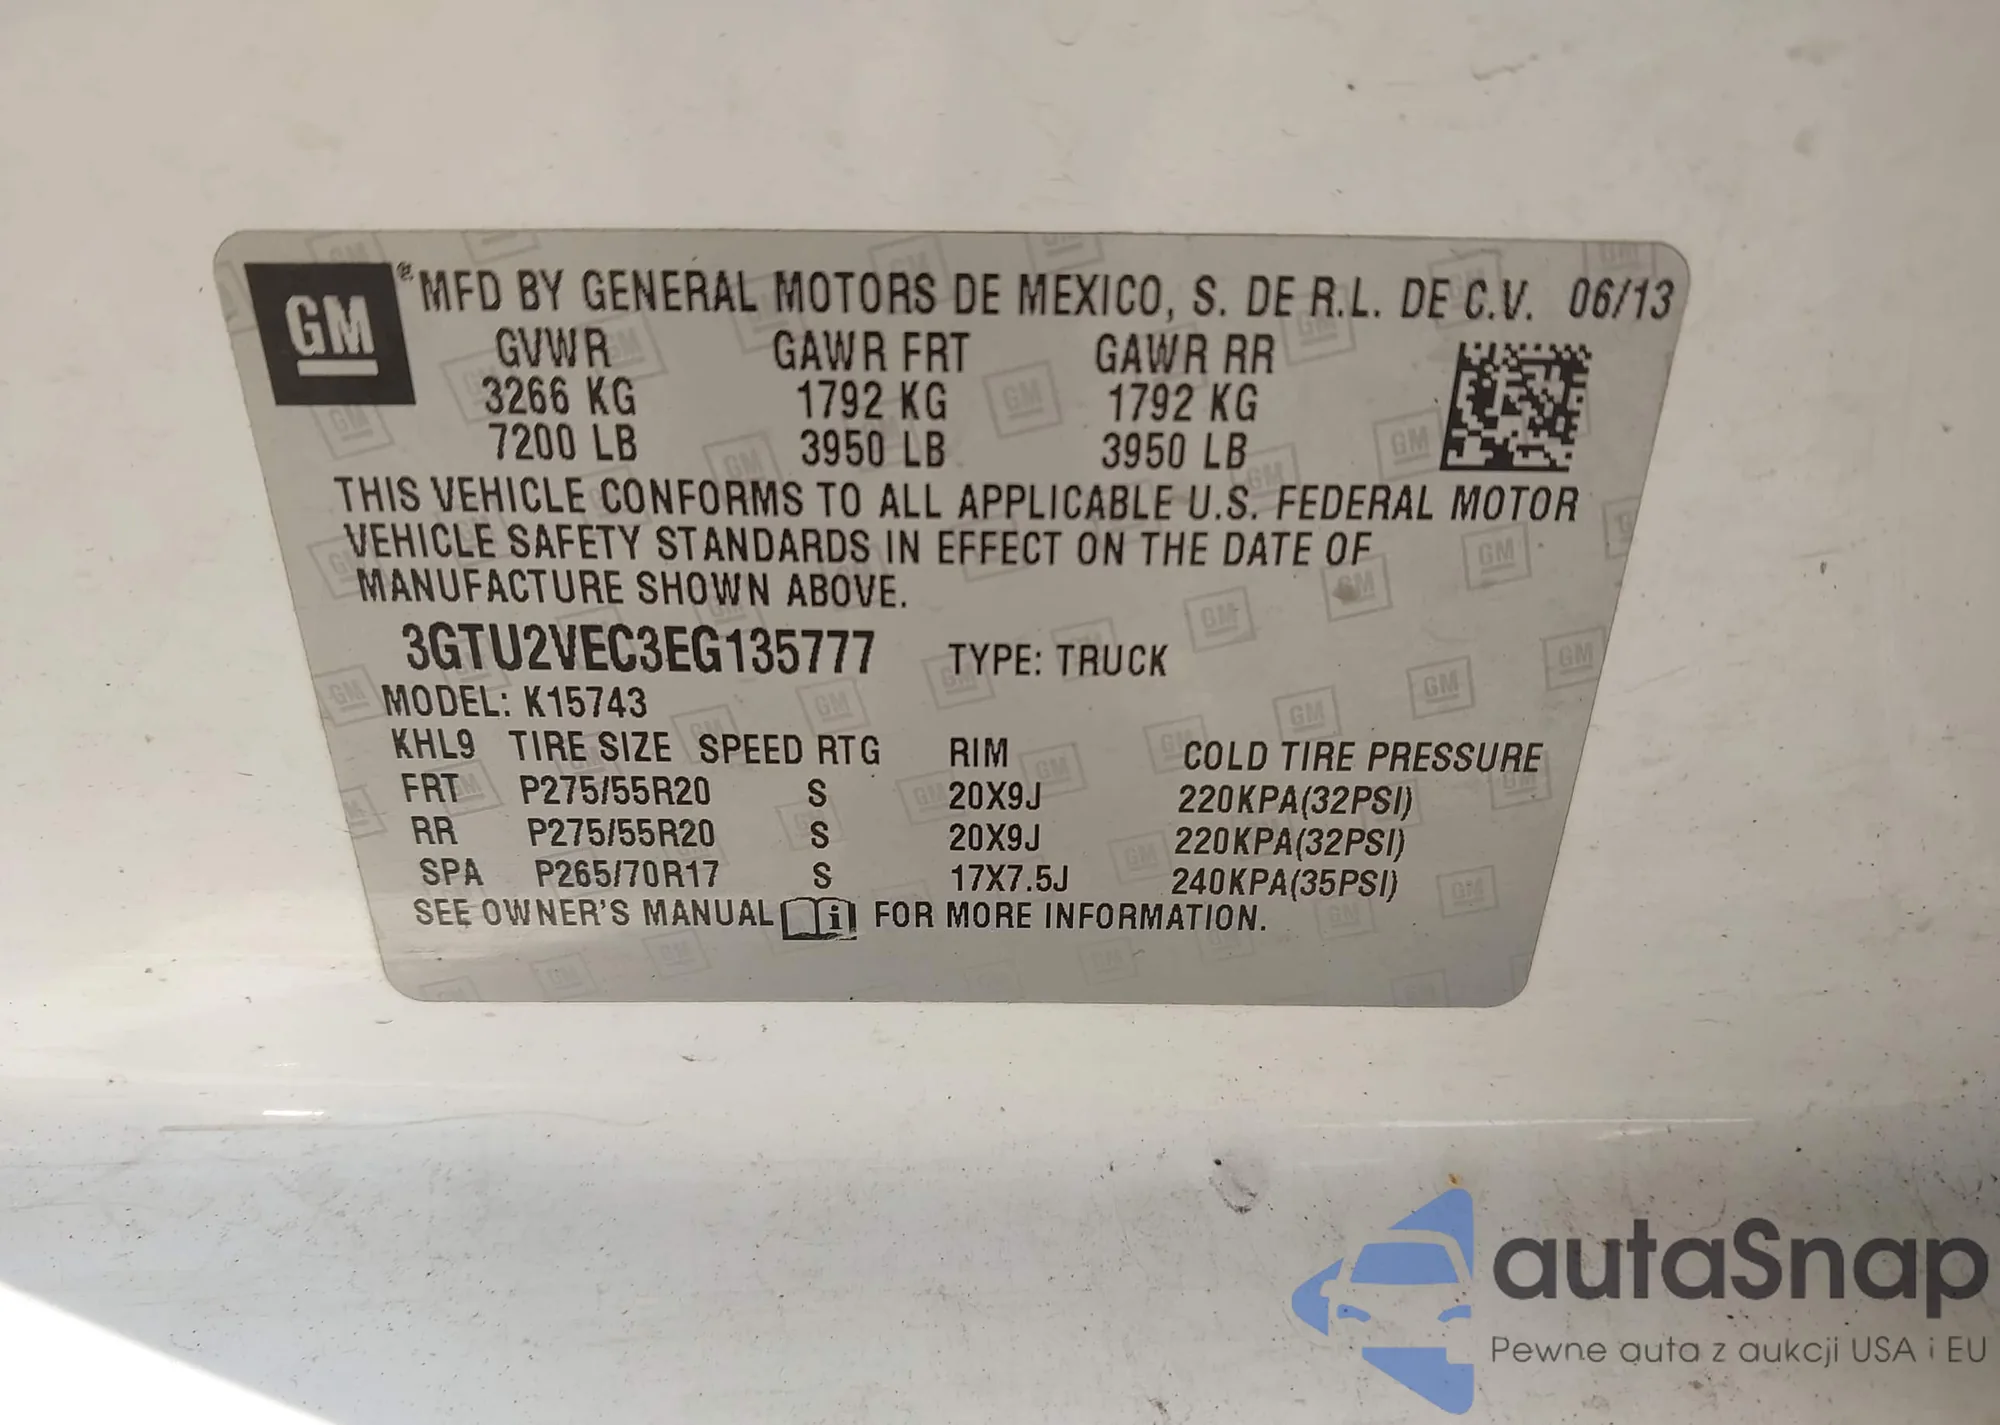 GM
® MFD BY GENERAL MOTORS DE MEXICO, S. DE R.L. DE C.V. 06/13
GVWR GAWR FRT GAWR RR
3266 KG 1792 KG 1792 KG
7200 LB 3950 LB 3950 LB
THIS VEHICLE CONFORMS TO ALL APPLICABLE U.S. FEDERAL MOTOR
VEHICLE SAFETY STANDARDS IN EFFECT ON THE DATE OF
MANUFACTURE SHOWN ABOVE.
3GTU2VEC3EG135777 TYPE: TRUCK
MODEL: K15743
KHL9 TIRE SIZE SPEED RTG RIM COLD TIRE PRESSURE
FRT P275/55R20 S 20X9J 220KPA(32PSI)
RR P275/55R20 S 20X9J 220KPA(32PSI)
SPA P265/70R17 S 17X7.5J 240KPA(35PSI)
SEE OWNER'S MANUAL i FOR MORE INFORMATION.
autaSnap
Pewne auta z aukcji USA i EU